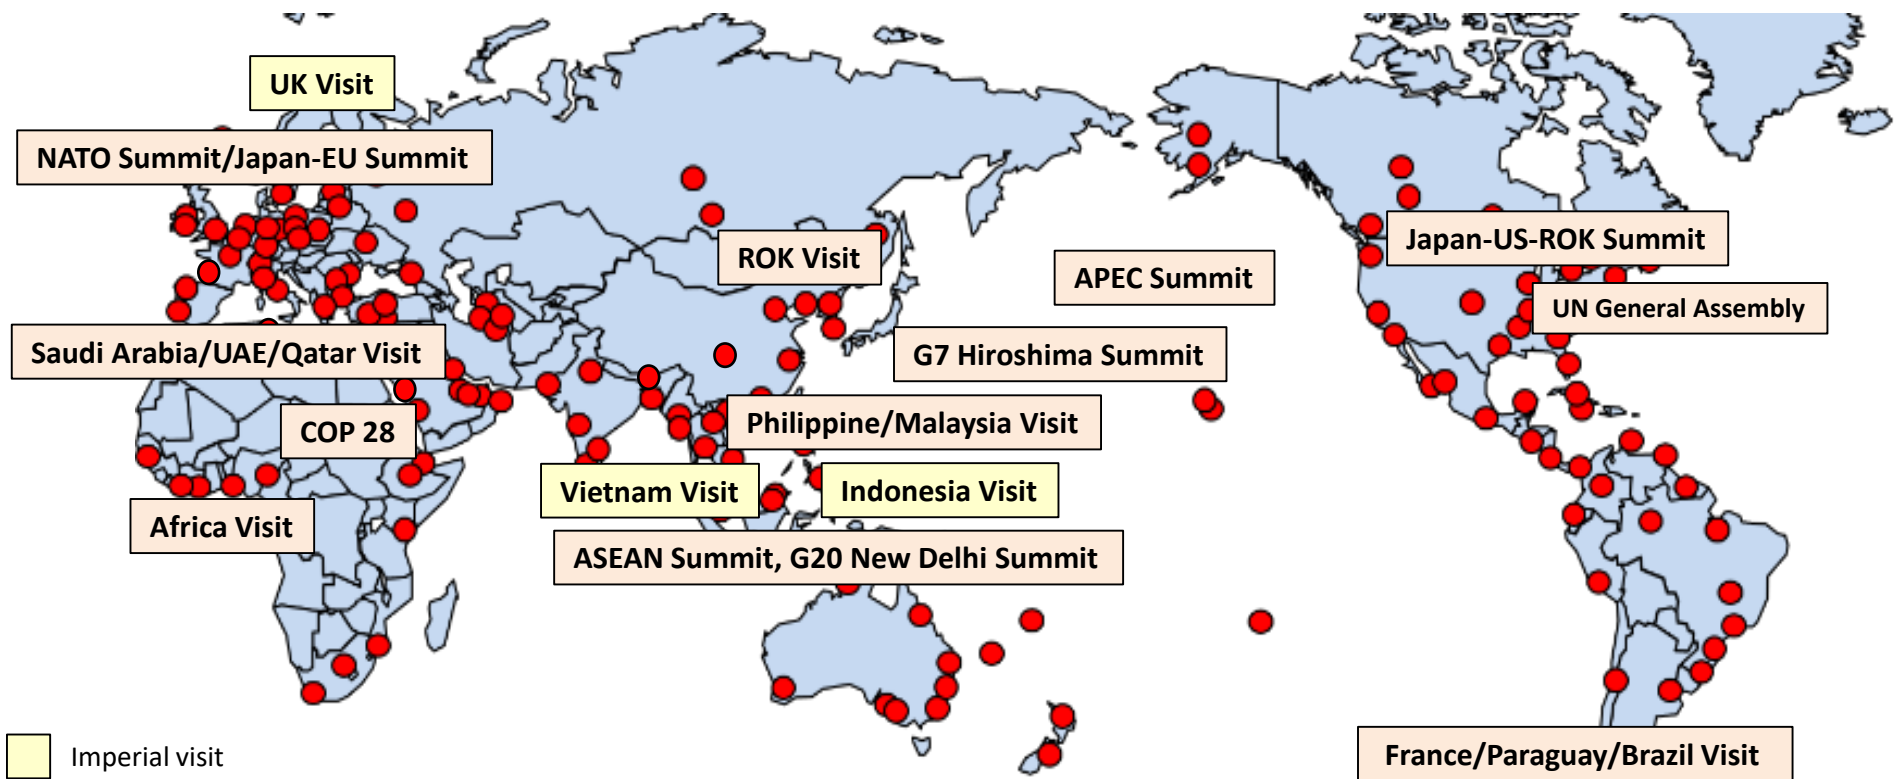 UK Visit
NATO Summit/Japan-EU Summit
Japan-US-ROK Summit
ROK Visit
APEC Summit
UN General Assembly
Saudi Arabia/UAE/Qatar Visit
G7 Hiroshima Summit
COP 28
Philippine/Malaysia Visit
Vietnam Visit
Indonesia Visit
Africa Visit
ASEAN Summit, G20 New Delhi Summit
Imperial visit
France/Paraguay/Brazil Visit